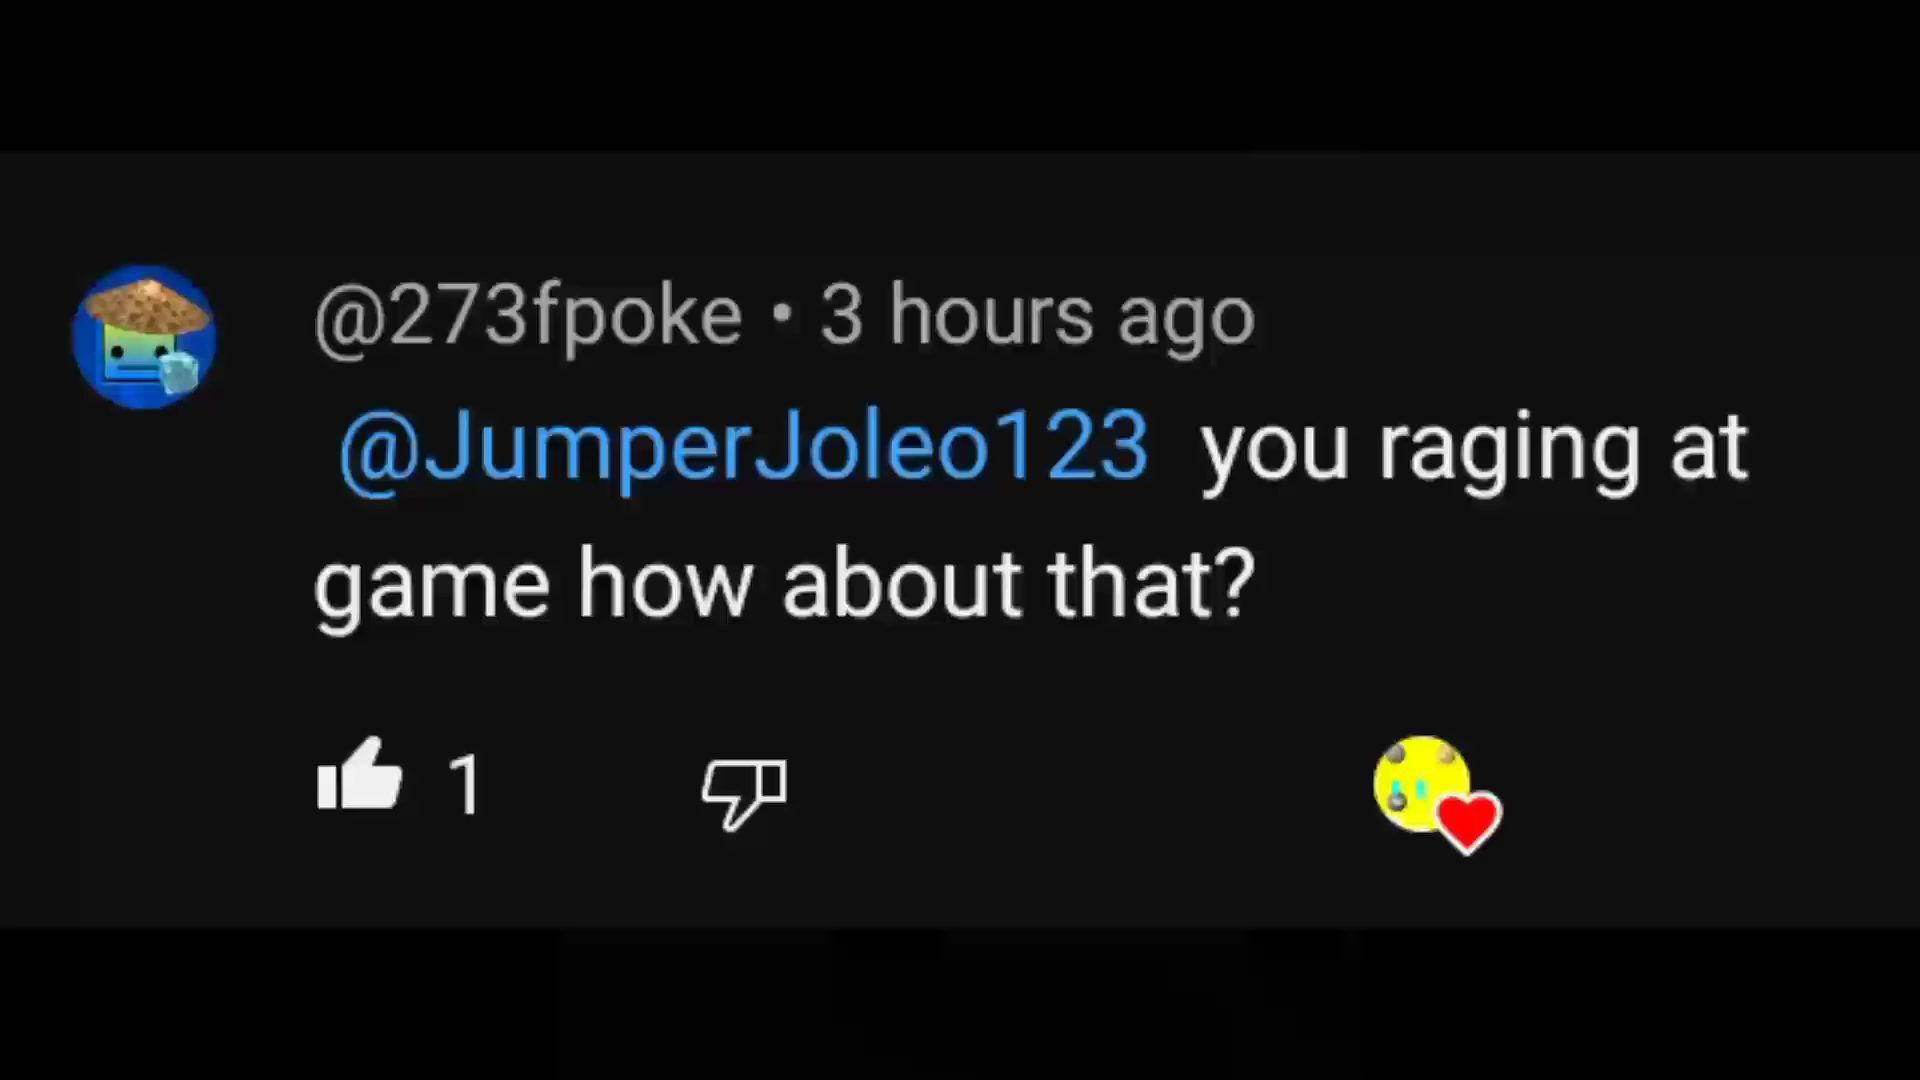 @273fpoke • 3 hours ago
@JumperJoleo123 you raging at
game how about that?
1